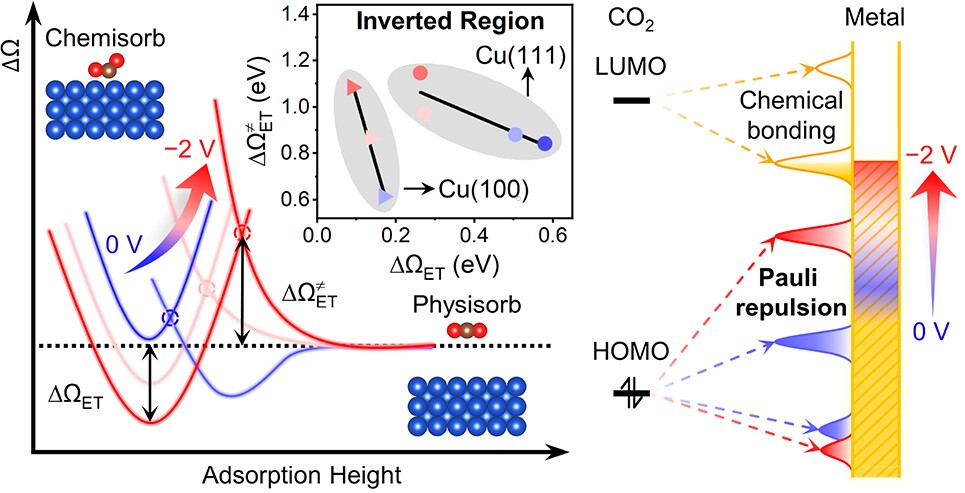 ΔΩ
Chemisorb
−2 V
0 V
ΔΩ≠ET
Physisorb
ΔΩET
Adsorption Height
Inverted Region
Cu(111)
Cu(100)
ΔΩ≠ET (eV)
1.4
1.2
1.0
0.8
0.6
0.0 0.2 0.4 0.6
ΔΩET (eV)
CO2 Metal
LUMO
Chemical
bonding
−2 V
Pauli
repulsion
0 V
HOMO